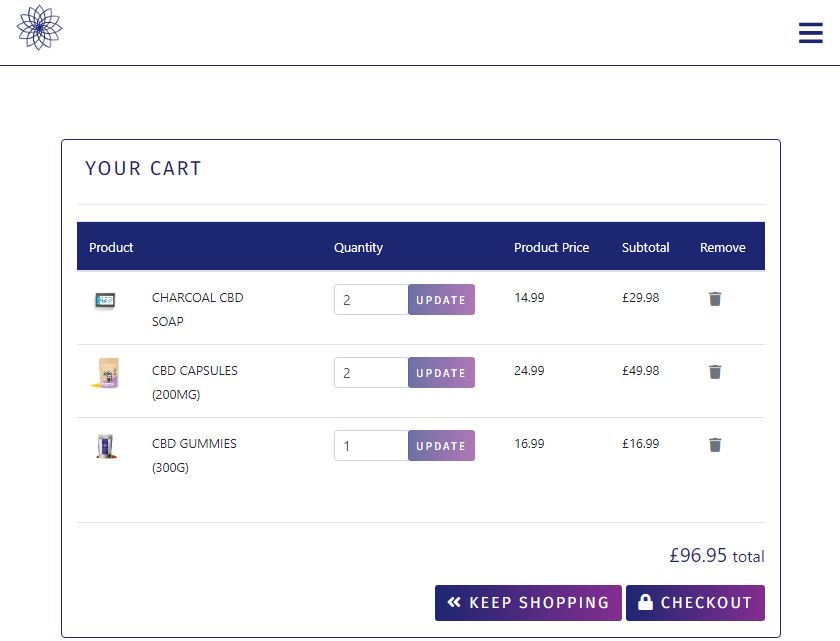 YOUR CART
Product Quantity Product Price Subtotal Remove
CHARCOAL CBD 2 UPDATE 14.99 £29.98
SOAP
CBD CAPSULES 2 UPDATE 24.99 £49.98
(200MG)
CBD GUMMIES 1 UPDATE 16.99 £16.99
(300G)
£96.95 total
KEEP SHOPPING CHECKOUT